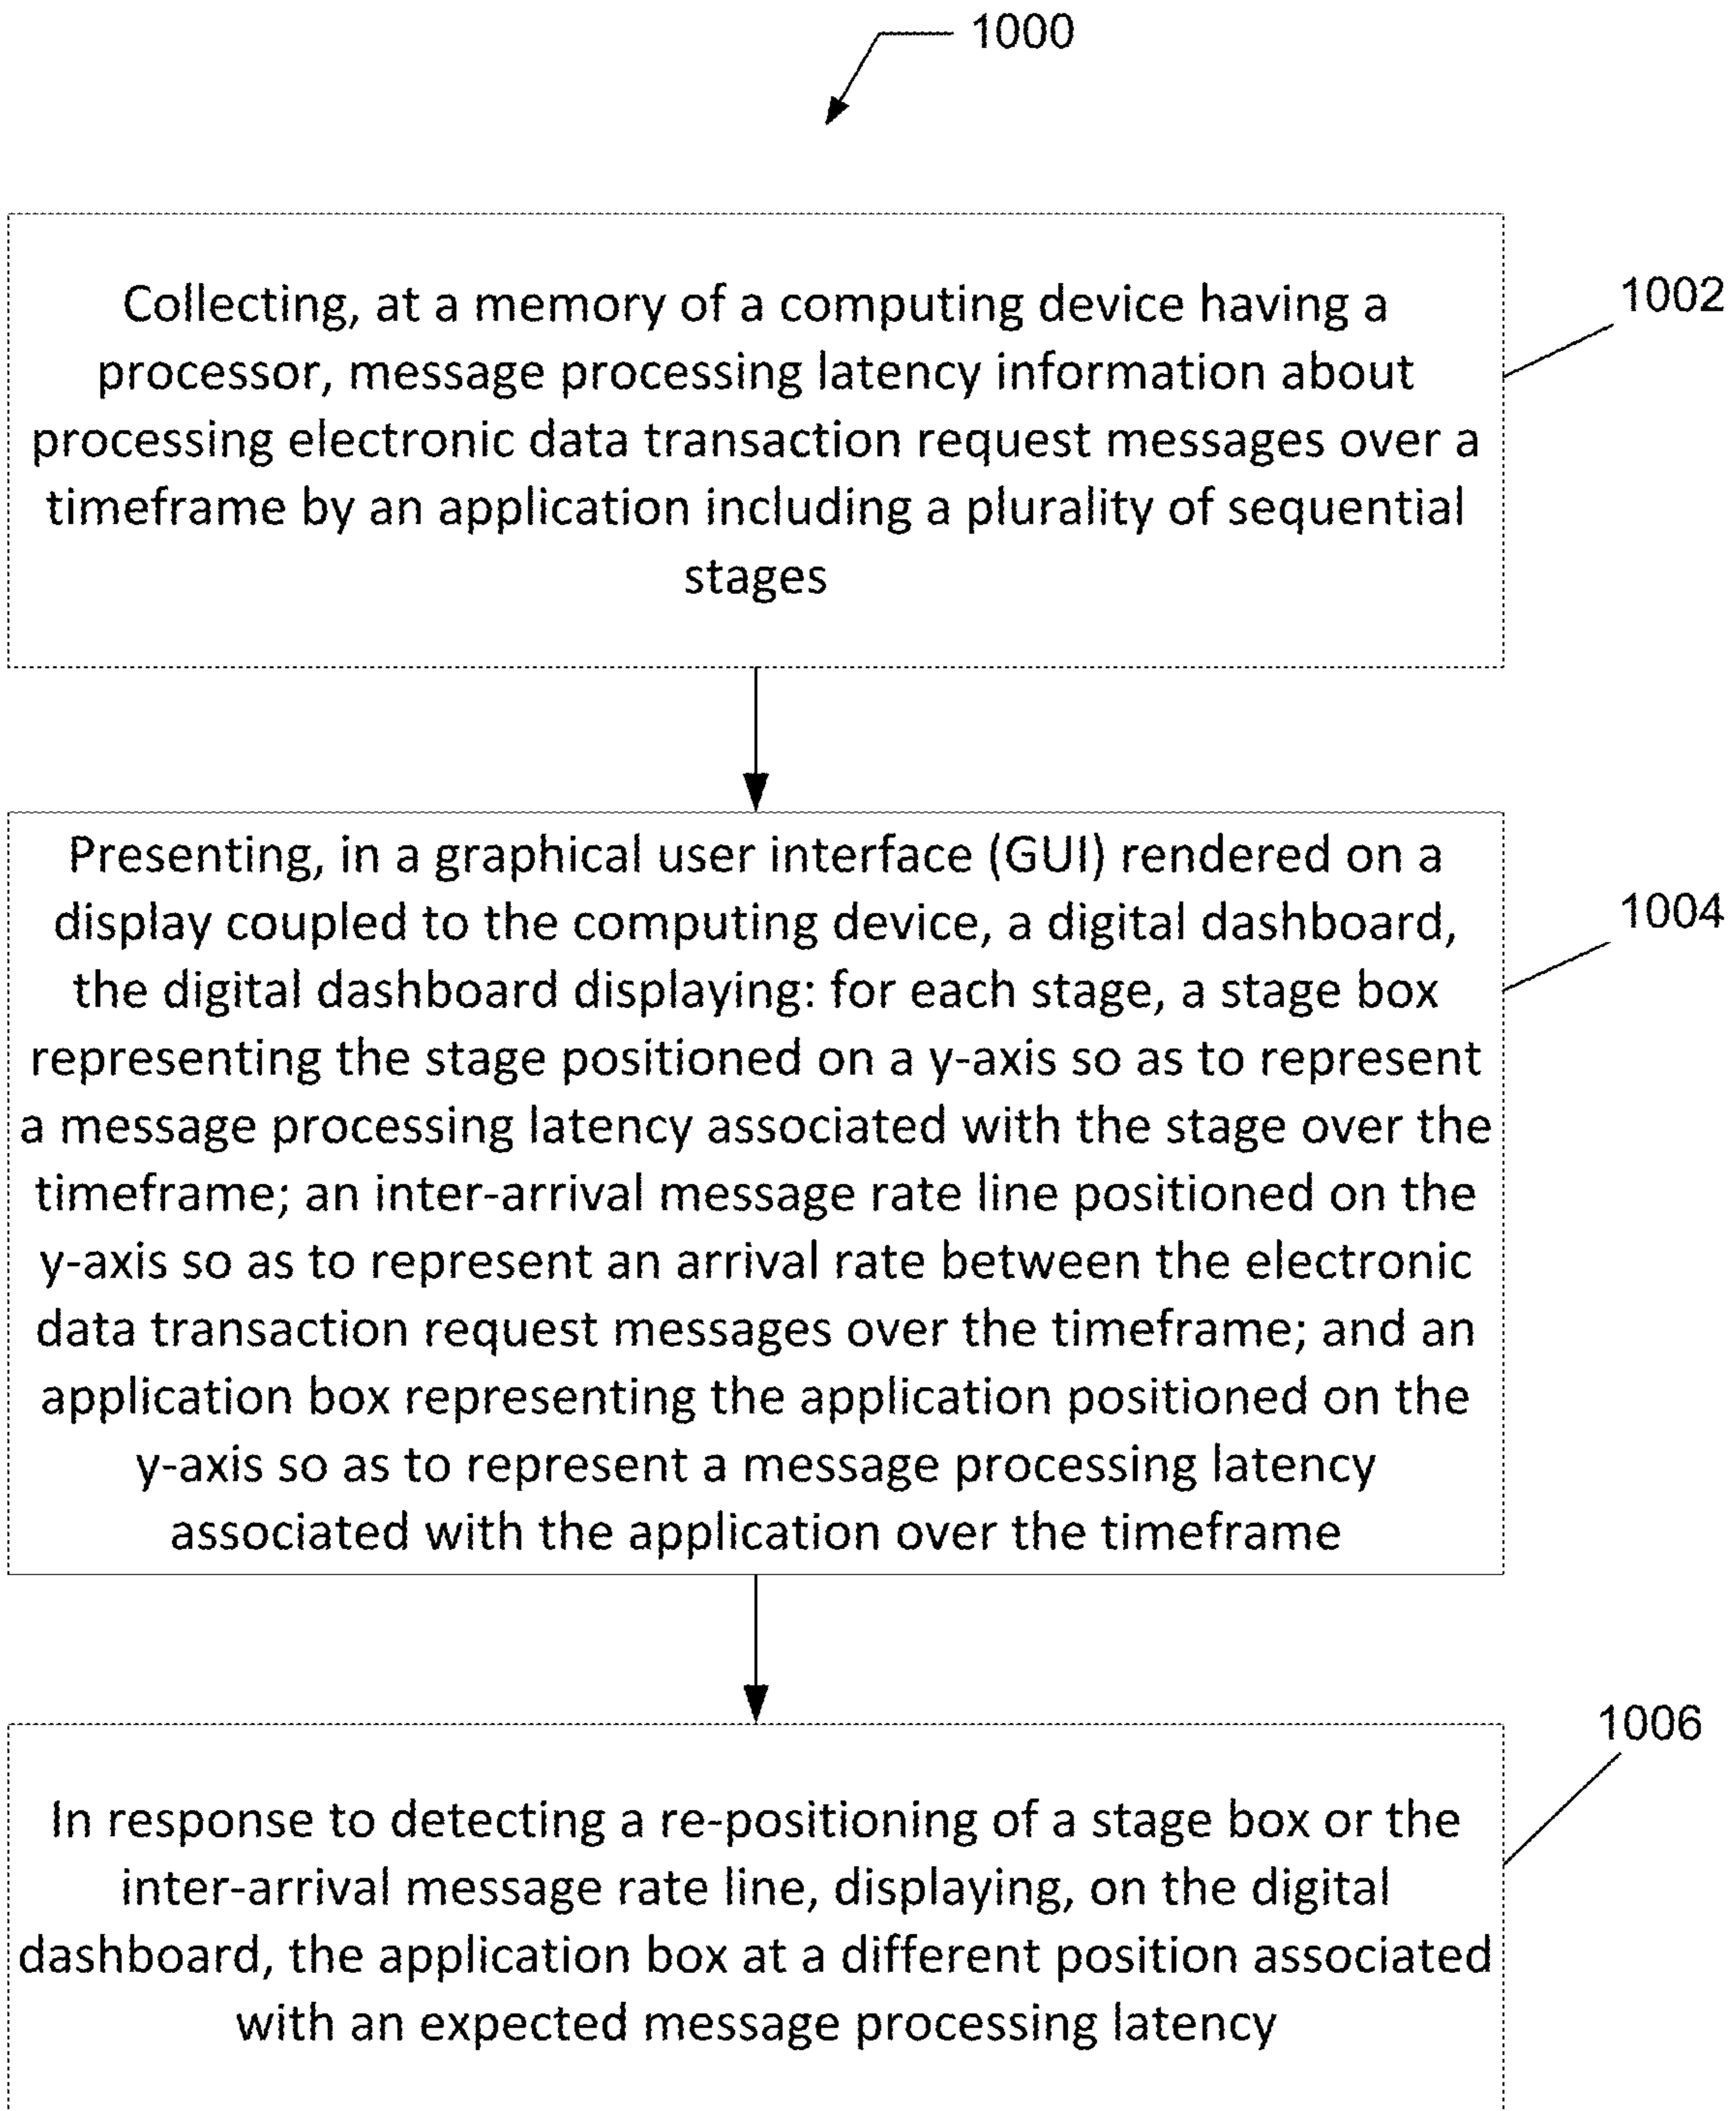 1000
Collecting, at a memory of a computing device having a
processor, message processing latency information about
processing electronic data transaction request messages over a
timeframe by an application including a plurality of sequential
stages
1002
Presenting, in a graphical user interface (GUI) rendered on a
display coupled to the computing device, a digital dashboard,
the digital dashboard displaying: for each stage, a stage box
representing the stage positioned on a y-axis so as to represent
a message processing latency associated with the stage over the
timeframe; an inter-arrival message rate line positioned on the
y-axis so as to represent an arrival rate between the electronic
data transaction request messages over the timeframe; and an
application box representing the application positioned on the
y-axis so as to represent a message processing latency
associated with the application over the timeframe
1004
In response to detecting a re-positioning of a stage box or the
inter-arrival message rate line, displaying, on the digital
dashboard, the application box at a different position associated
with an expected message processing latency
1006